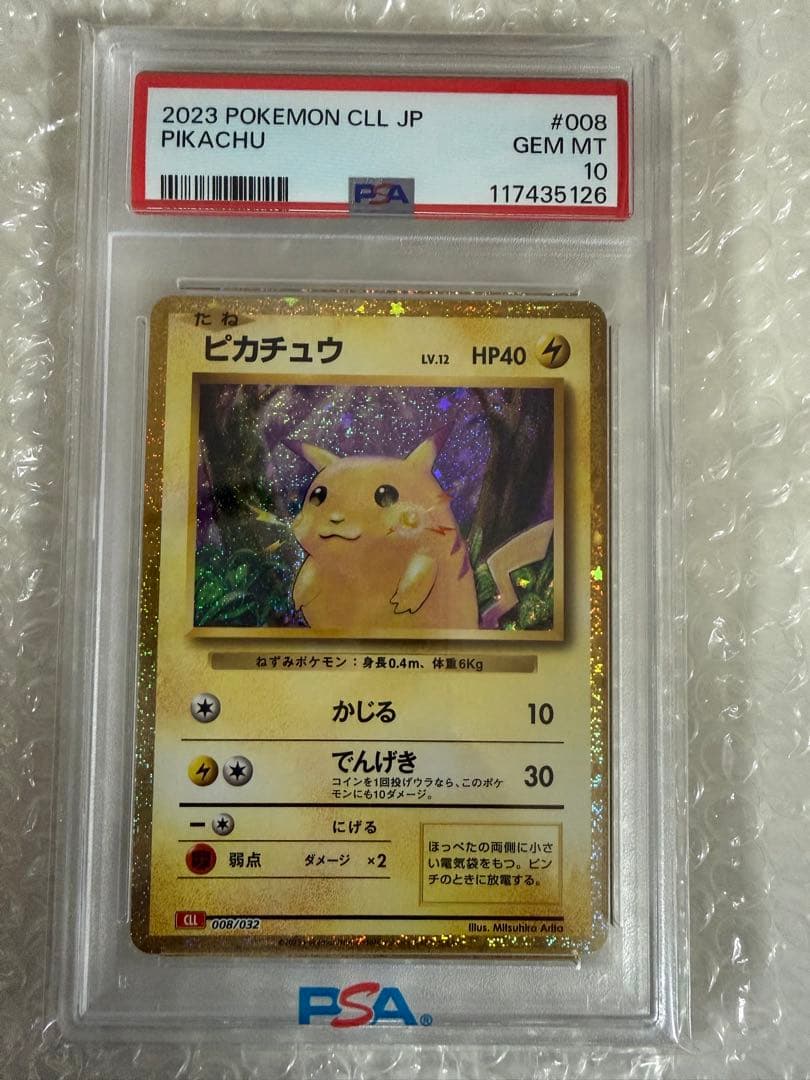 2023 POKEMON CLL JP #008
PIKACHU GEM MT
10
PSA 117435126
たね
ピカチュウ LV.12 HP40
ねずみポケモン：身長0.4m、体重6Kg
かじる 10
でんげき 30
コインを1回投げウラなら、このポケ
モンにも10ダメージ。
にげる
弱点 ダメージ ×2
ほっぺたの両側に小さ
い電気袋をもつ。ピン
チのときに放電する。
CLL 008/032 Illus. Mitsuhiro Arita
PSA®